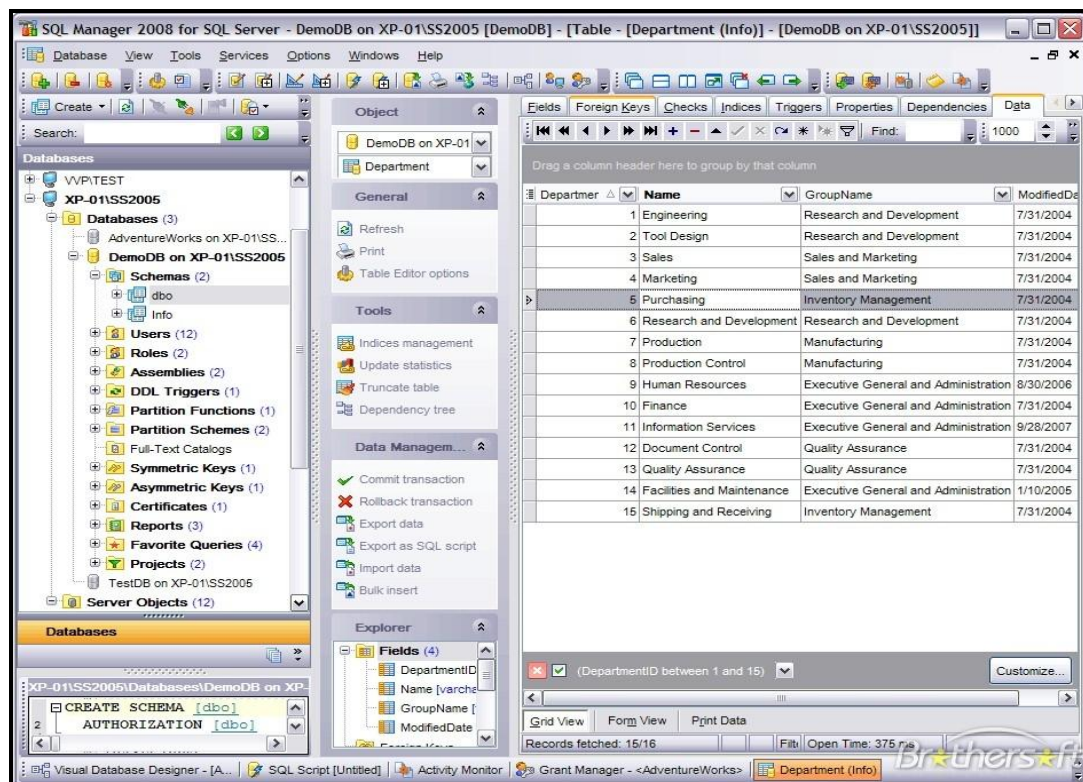 SQL Manager 2008 for SQL Server - DemoDB on XP-01\SS2005 [DemoDB] - [Table - [Department (Info)] - [DemoDB on XP-01\SS2005]]
Database View Tools Services Options Windows Help
Create
Search:
Databases
VVP\TEST
XP-01\SS2005
Databases (3)
AdventureWorks on XP-01\SS...
DemoDB on XP-01\SS2005
Schemas (2)
dbo
Info
Users (12)
Roles (2)
Assemblies (2)
DDL Triggers (1)
Partition Functions (1)
Partition Schemes (2)
Full-Text Catalogs
Symmetric Keys (1)
Asymmetric Keys (1)
Certificates (1)
Reports (3)
Favorite Queries (4)
Projects (2)
TestDB on XP-01\SS2005
Server Objects (12)
Databases
XP-01\SS2005\Databases\DemoDB on XP-
CREATE SCHEMA [dbo]
2 AUTHORIZATION [dbo]
Object
DemoDB on XP-01
Department
General
Refresh
Print
Table Editor options
Tools
Indices management
Update statistics
Truncate table
Dependency tree
Data Managem...
Commit transaction
Rollback transaction
Export data
Export as SQL script
Import data
Bulk insert
Explorer
Fields (4)
DepartmentID
Name [varcha
GroupName [
ModifiedDate
Fields Foreign Keys Checks Indices Triggers Properties Dependencies Data
Find: 1000
Drag a column header here to group by that column
Departmer Name GroupName ModifiedDa
1 Engineering Research and Development 7/31/2004
2 Tool Design Research and Development 7/31/2004
3 Sales Sales and Marketing 7/31/2004
4 Marketing Sales and Marketing 7/31/2004
5 Purchasing Inventory Management 7/31/2004
6 Research and Development Research and Development 7/31/2004
7 Production Manufacturing 7/31/2004
8 Production Control Manufacturing 7/31/2004
9 Human Resources Executive General and Administration 8/30/2006
10 Finance Executive General and Administration 7/31/2004
11 Information Services Executive General and Administration 9/28/2007
12 Document Control Quality Assurance 7/31/2004
13 Quality Assurance Quality Assurance 7/31/2004
14 Facilities and Maintenance Executive General and Administration 1/10/2005
15 Shipping and Receiving Inventory Management 7/31/2004
(DepartmentID between 1 and 15) Customize...
Grid View Form View Print Data
Records fetched: 15/16 Filt Open Time: 375 ms
Brothersoft
Visual Database Designer - [A... SQL Script [Untitled] Activity Monitor Grant Manager - <AdventureWorks> Department (Info)